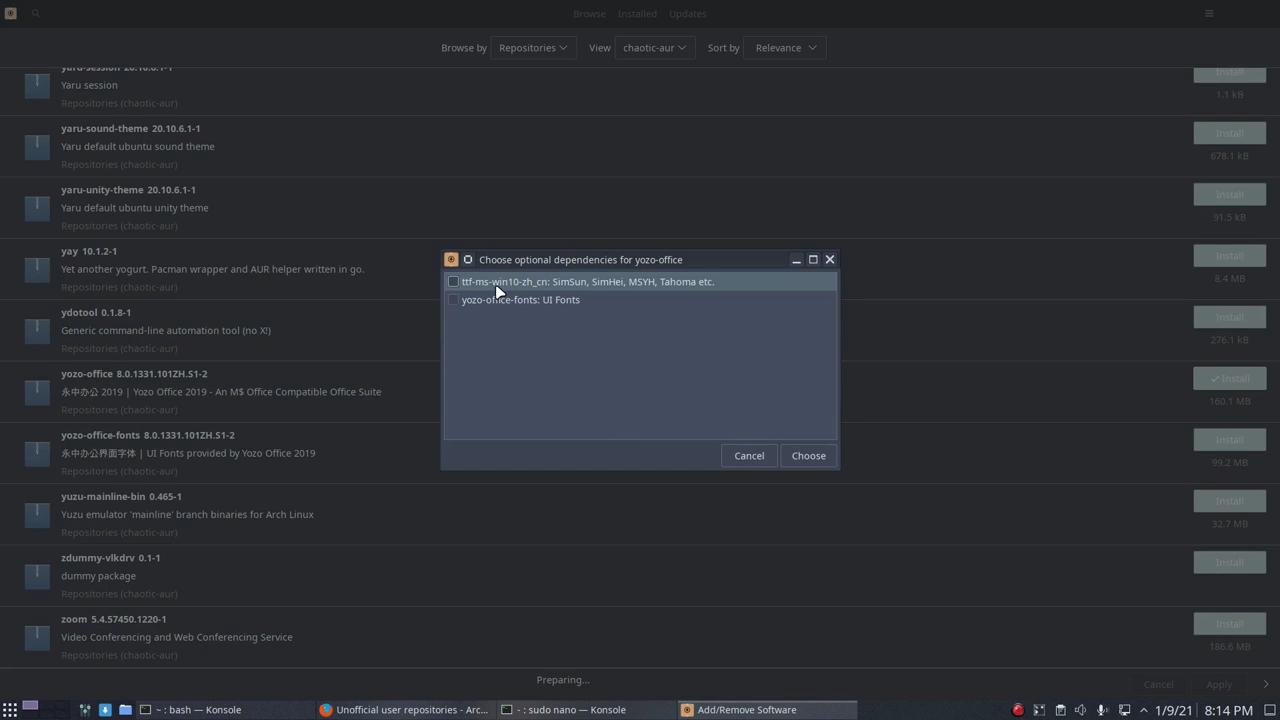 Browse Installed Updates
Browse by Repositories View chaotic-aur Sort by Relevance
yaru-session 20.10.6.1-1
Yaru session
Repositories (chaotic-aur)
Install
1.1 kB
yaru-sound-theme 20.10.6.1-1
Yaru default ubuntu sound theme
Repositories (chaotic-aur)
Install
678.1 kB
yaru-unity-theme 20.10.6.1-1
Yaru default ubuntu unity theme
Repositories (chaotic-aur)
Install
91.5 kB
yay 10.1.2-1
Yet another yogurt. Pacman wrapper and AUR helper written in go.
Repositories (chaotic-aur)
Install
8.4 MB
ydotool 0.1.8-1
Generic command-line automation tool (no X!)
Repositories (chaotic-aur)
Install
276.1 kB
yozo-office 8.0.1331.101ZH.S1-2
永中办公 2019 | Yozo Office 2019 - An M$ Office Compatible Office Suite
Repositories (chaotic-aur)
Install
160.1 MB
yozo-office-fonts 8.0.1331.101ZH.S1-2
永中办公界面字体 | UI Fonts provided by Yozo Office 2019
Repositories (chaotic-aur)
Install
99.2 MB
yuzu-mainline-bin 0.465-1
Yuzu emulator 'mainline' branch binaries for Arch Linux
Repositories (chaotic-aur)
Install
32.7 MB
zdummy-vlkdrv 0.1-1
dummy package
Repositories (chaotic-aur)
Install
zoom 5.4.57450.1220-1
Video Conferencing and Web Conferencing Service
Repositories (chaotic-aur)
Install
186.6 MB
Choose optional dependencies for yozo-office
ttf-ms-win10-zh_cn: SimSun, SimHei, MSYH, Tahoma etc.
yozo-office-fonts: UI Fonts
Cancel Choose
Preparing...
Cancel Apply
~ : bash — Konsole
Unofficial user repositories - Arc...
- : sudo nano — Konsole
Add/Remove Software
1/9/21 8:14 PM